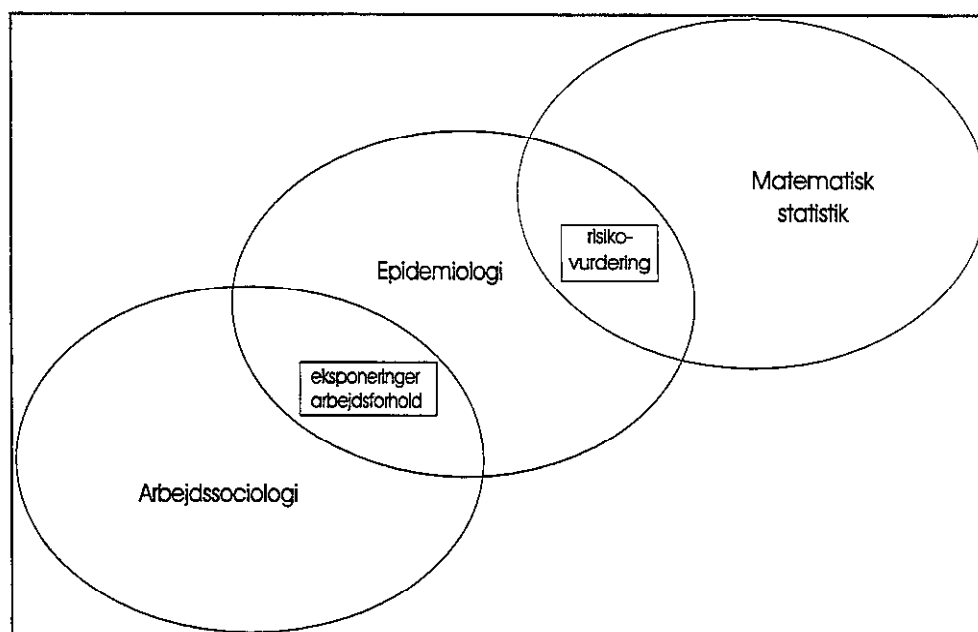 Matematisk
statistik
risiko-
vurdering
Epidemiologi
eksponeringer
arbejdsforhold
Arbejdssociologi